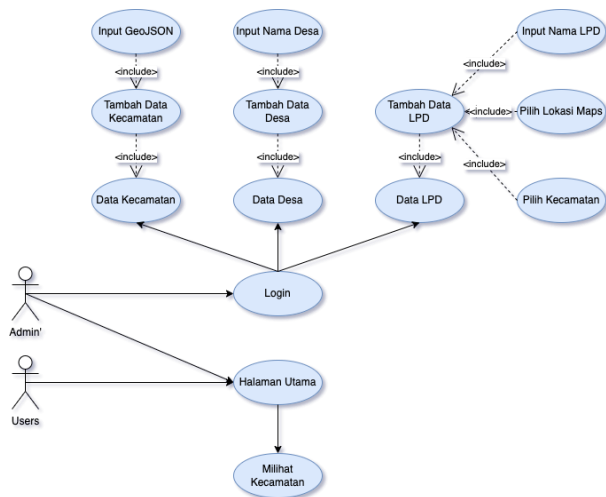 Input GeoJSON
Input Nama Desa
Input Nama LPD
<include>
<include>
<include>
Tambah Data
Kecamatan
Tambah Data
Desa
Tambah Data
LPD
<include>
Pilih Lokasi Maps
<include>
<include>
<include>
<include>
Data Kecamatan
Data Desa
Data LPD
Pilih Kecamatan
Login
Admin'
Halaman Utama
Users
Milihat
Kecamatan